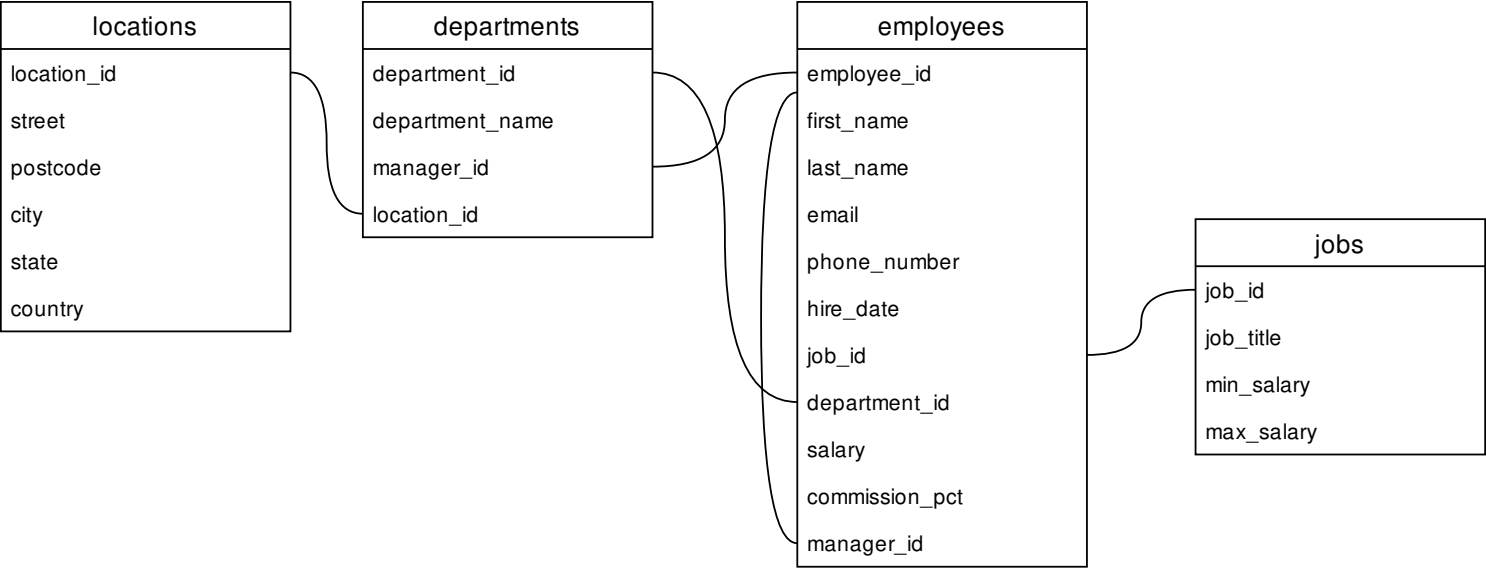 locations
location_id
street
postcode
city
state
country
departments
department_id
department_name
manager_id
location_id
employees
employee_id
first_name
last_name
email
phone_number
hire_date
job_id
department_id
salary
commission_pct
manager_id
jobs
job_id
job_title
min_salary
max_salary